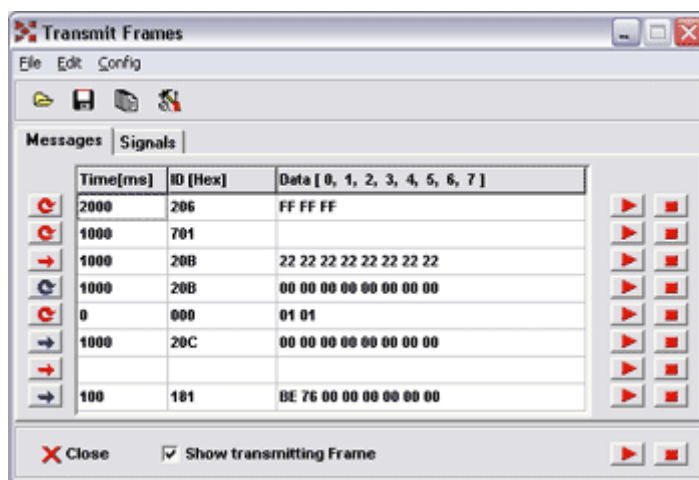 Transmit Frames
File Edit Config
Messages Signals
Time[ms] ID [Hex] Data [ 0, 1, 2, 3, 4, 5, 6, 7 ]
2000 206 FF FF FF
1000 701
1000 20B 22 22 22 22 22 22 22 22
1000 20B 00 00 00 00 00 00 00 00
0 000 01 01
1000 20C 00 00 00 00 00 00 00 00
100 181 BE 76 00 00 00 00 00 00
Close Show transmitting Frame